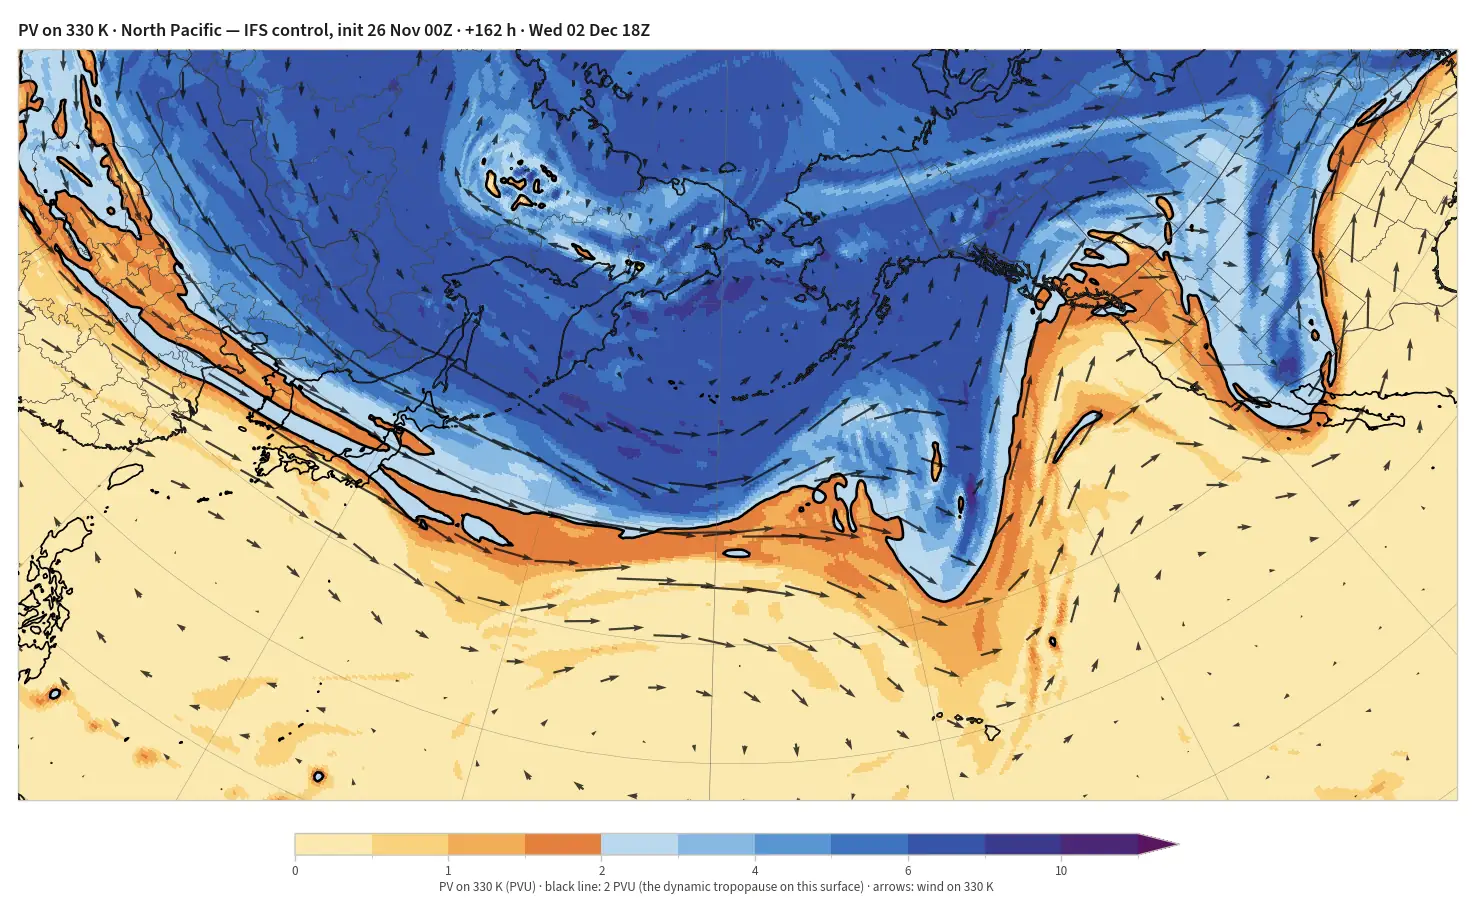 PV on 330 K · North Pacific — IFS control, init 26 Nov 00Z · +162 h · Wed 02 Dec 18Z
0 1 2 4 6 10
PV on 330 K (PVU) · black line: 2 PVU (the dynamic tropopause on this surface) · arrows: wind on 330 K